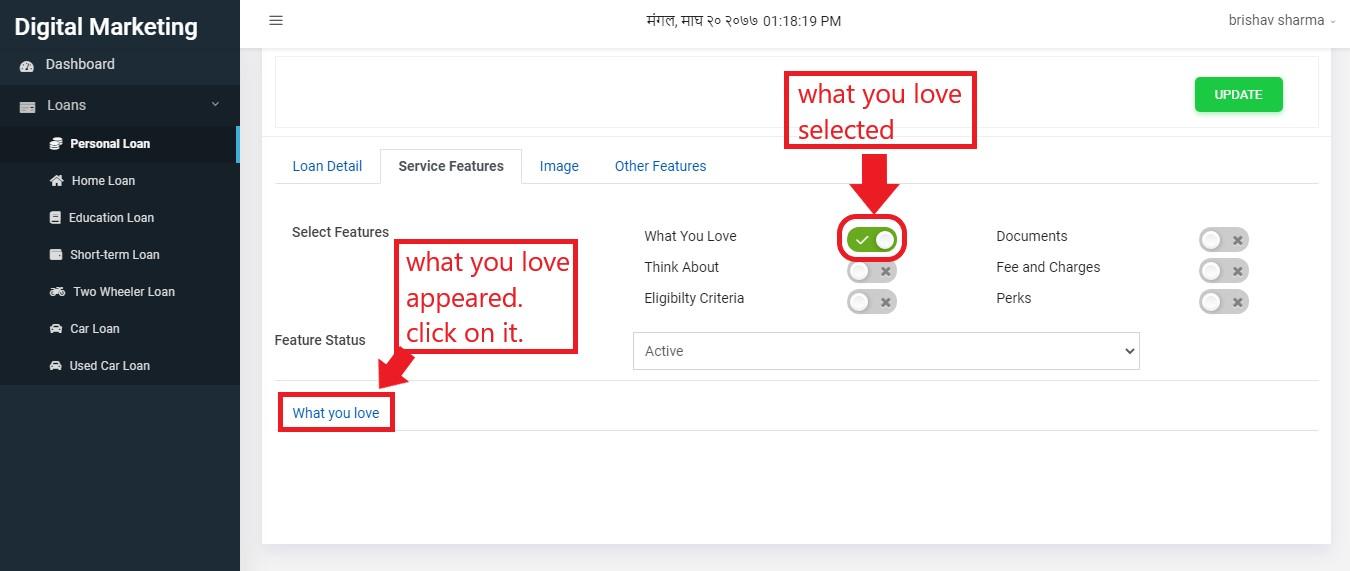 Digital Marketing
मंगल, माघ २० २०७७ 01:18:19 PM
brishav sharma
Dashboard
Loans
Personal Loan
Home Loan
Education Loan
Short-term Loan
Two Wheeler Loan
Car Loan
Used Car Loan
what you love
selected
UPDATE
Loan Detail
Service Features
Image
Other Features
Select Features
What You Love
Documents
Think About
Fee and Charges
Eligibilty Criteria
Perks
what you love
appeared.
click on it.
Feature Status
Active
What you love